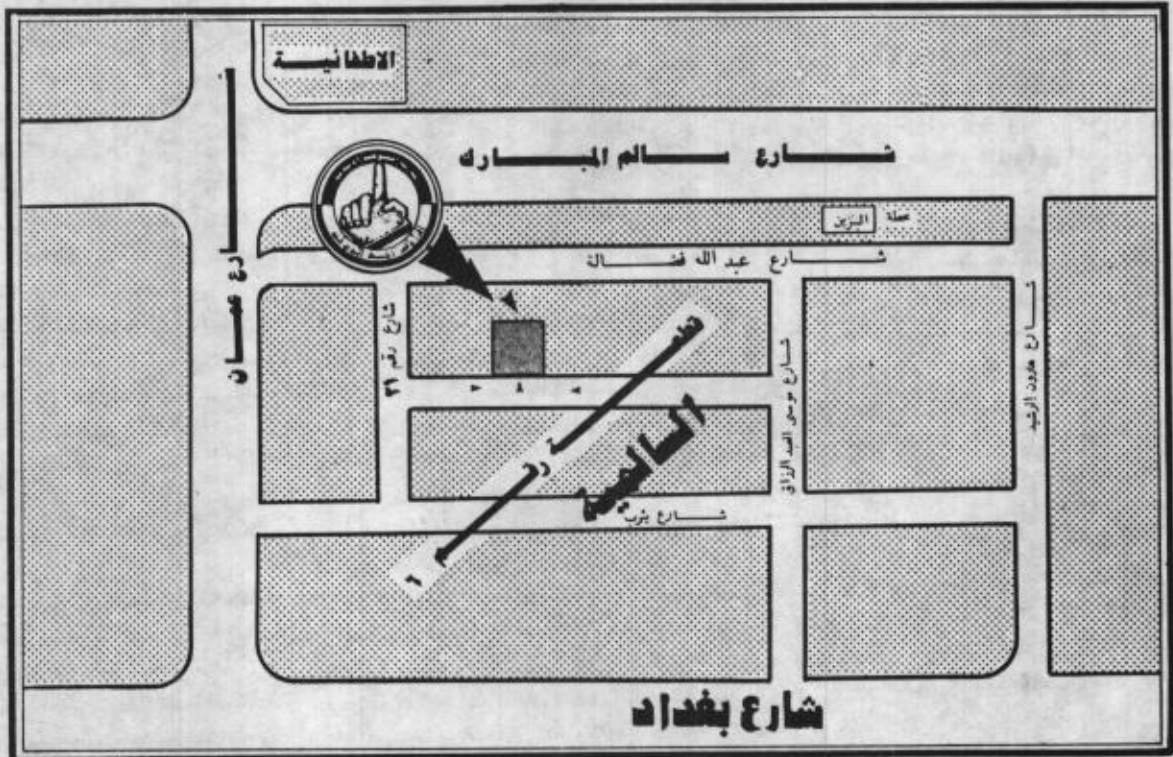 الاطفائية
شارع سالم المبارك
محطة البنزين
شارع عبد الله فضالة
شارع عمان
شارع رقم ٢١
شارع موسى العبد الرزاق
شارع هارون الرشيد
قطعة رقم ٦
السالمية
شارع يثرب
شارع بغداد